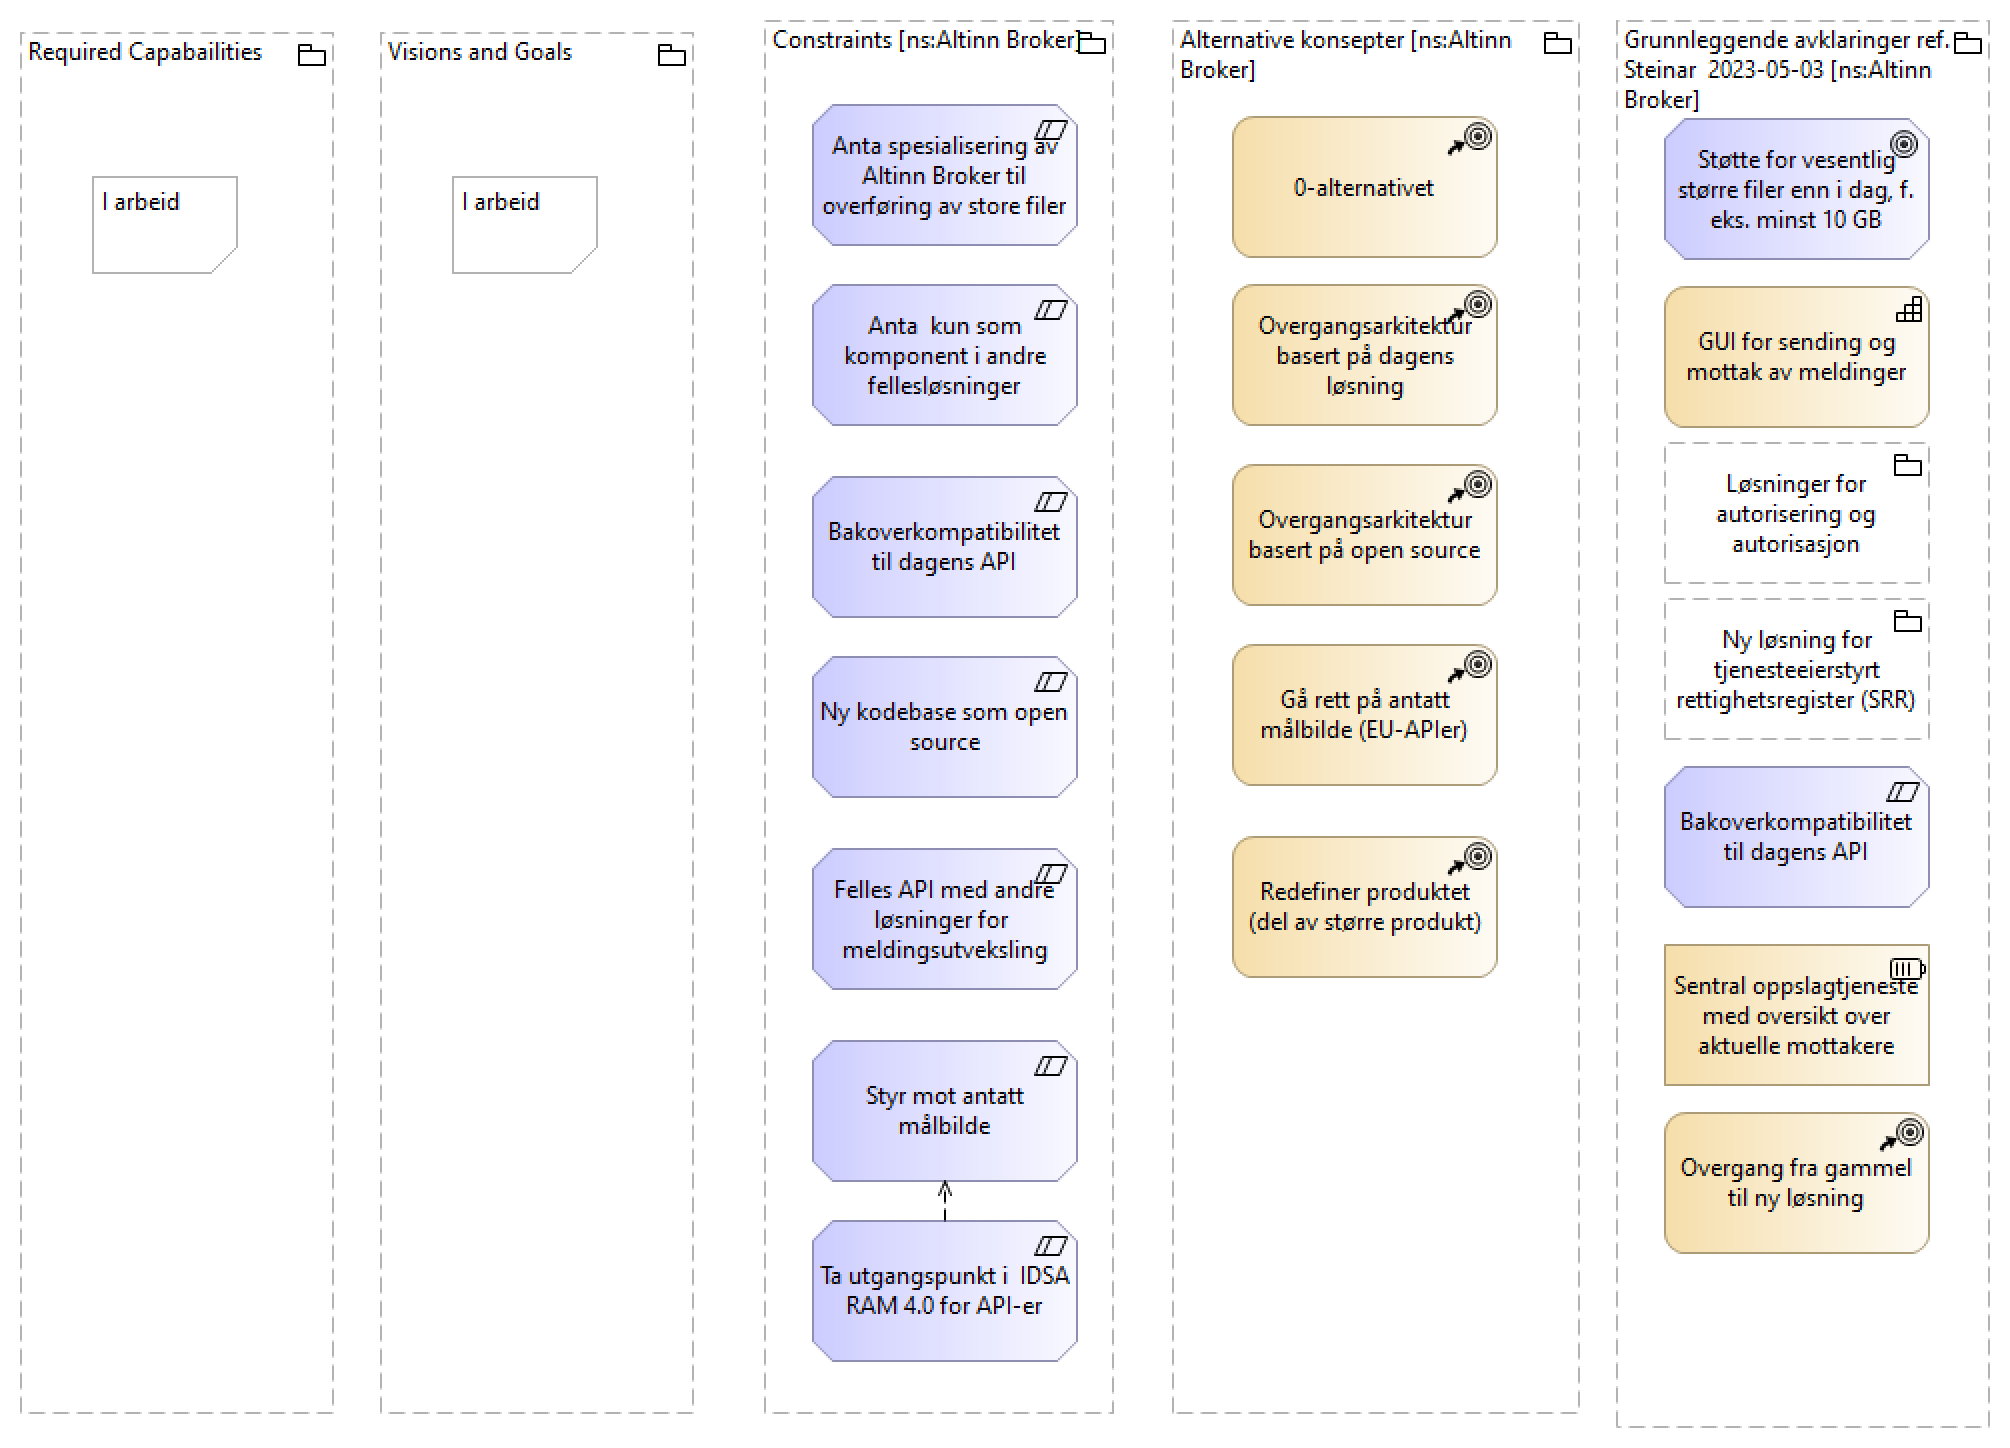 Required Capabailities
I arbeid
Visions and Goals
I arbeid
Constraints [ns:Altinn Broker]
Anta spesialisering av
Altinn Broker til
overføring av store filer
Anta  kun som
komponent i andre
fellesløsninger
Bakoverkompatibilitet
til dagens API
Ny kodebase som open
source
Felles API med andre
løsninger for
meldingsutveksling
Styr mot antatt
målbilde
Ta utgangspunkt i  IDSA
RAM 4.0 for API-er
Alternative konsepter [ns:Altinn
Broker]
0-alternativet
Overgangsarkitektur
basert på dagens
løsning
Overgangsarkitektur
basert på open source
Gå rett på antatt
målbilde (EU-APIer)
Redefiner produktet
(del av større produkt)
Grunnleggende avklaringer ref.
Steinar  2023-05-03 [ns:Altinn
Broker]
Støtte for vesentlig
større filer enn i dag, f.
eks. minst 10 GB
GUI for sending og
mottak av meldinger
Løsninger for
autorisering og
autorisasjon
Ny løsning for
tjenesteeierstyrt
rettighetsregister (SRR)
Bakoverkompatibilitet
til dagens API
Sentral oppslagtjeneste
med oversikt over
aktuelle mottakere
Overgang fra gammel
til ny løsning